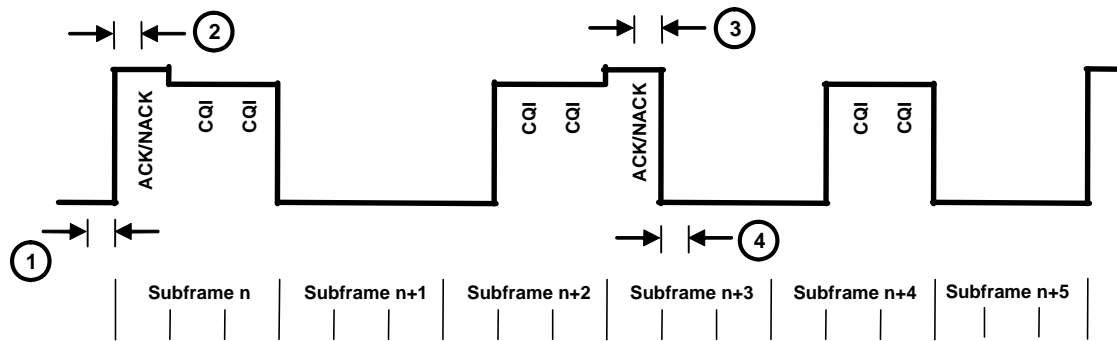 2
3
ACK/NACK
CQI
CQI
CQI
CQI
ACK/NACK
CQI
CQI
1
4
Subframe n
Subframe n+1
Subframe n+2
Subframe n+3
Subframe n+4
Subframe n+5